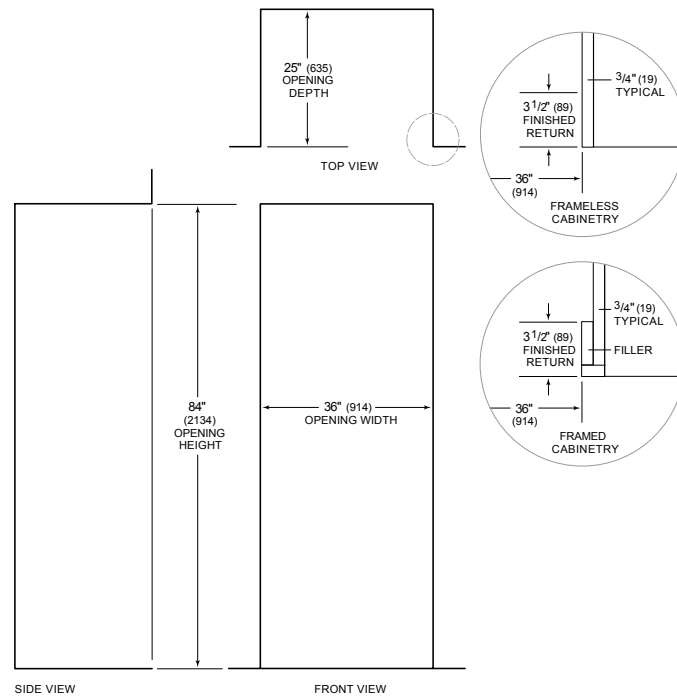 25" (635)
OPENING
DEPTH
TOP VIEW
3/4" (19)
TYPICAL
3 1/2" (89)
FINISHED
RETURN
36"
(914)
FRAMELESS
CABINETRY
3/4" (19)
TYPICAL
3 1/2" (89)
FINISHED
RETURN
FILLER
36"
(914)
FRAMED
CABINETRY
84"
(2134)
OPENING
HEIGHT
36" (914)
OPENING WIDTH
SIDE VIEW
FRONT VIEW